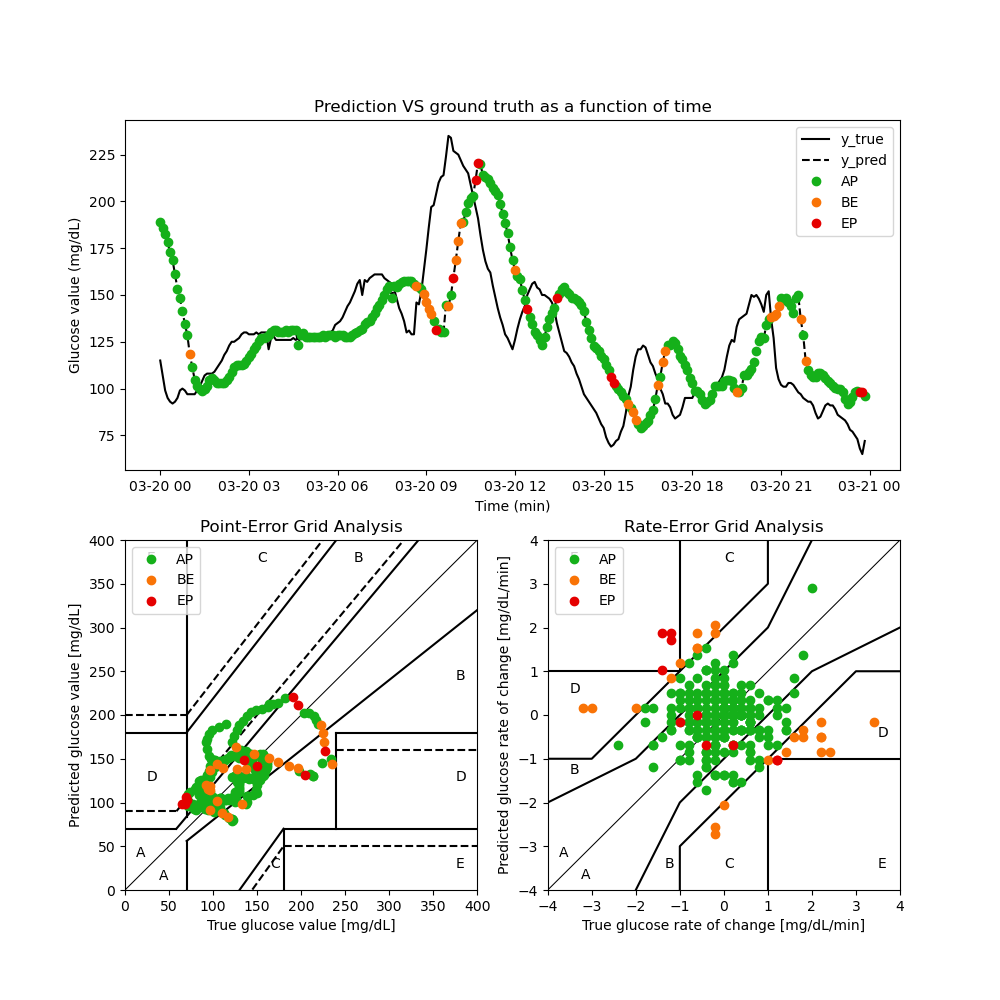 Prediction VS ground truth as a function of time
Glucose value (mg/dL)
225
200
175
150
125
100
75
y_true
y_pred
AP
BE
EP
03-20 00 03-20 03 03-20 06 03-20 09 03-20 12 03-20 15 03-20 18 03-20 21 03-21 00
Time (min)
Point-Error Grid Analysis
Predicted glucose value [mg/dL]
400
350
300
250
200
150
100
50
0
AP
BE
EP
C B
B
D D
A
A C E
0 50 100 150 200 250 300 350 400
True glucose value [mg/dL]
Rate-Error Grid Analysis
Predicted glucose rate of change [mg/dL/min]
4
3
2
1
0
−1
−2
−3
−4
AP
BE
EP
C
D
D
B
A
A B C E
−4 −3 −2 −1 0 1 2 3 4
True glucose rate of change [mg/dL/min]